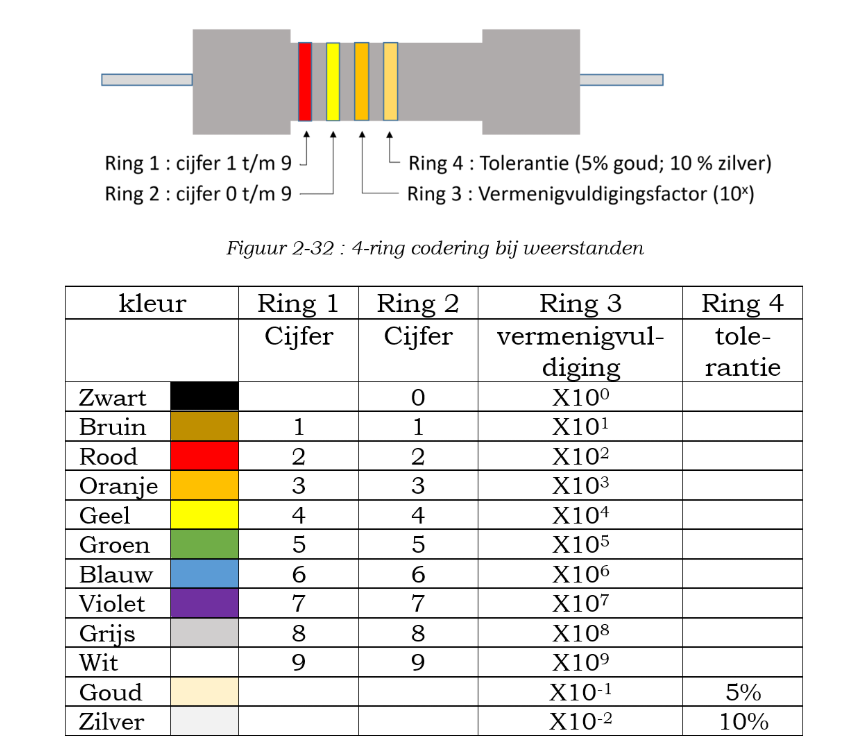 Ring 1 : cijfer 1 t/m 9
Ring 4 : Tolerantie (5% goud; 10 % zilver)
Ring 2 : cijfer 0 t/m 9
Ring 3 : Vermenigvuldigingsfactor (10ˣ)
Figuur 2-32 : 4-ring codering bij weerstanden
kleur Ring 1 Ring 2 Ring 3 Ring 4
Cijfer Cijfer vermenigvul- tole-
diging rantie
Zwart 0 X10⁰
Bruin 1 1 X10¹
Rood 2 2 X10²
Oranje 3 3 X10³
Geel 4 4 X10⁴
Groen 5 5 X10⁵
Blauw 6 6 X10⁶
Violet 7 7 X10⁷
Grijs 8 8 X10⁸
Wit 9 9 X10⁹
Goud X10⁻¹ 5%
Zilver X10⁻² 10%